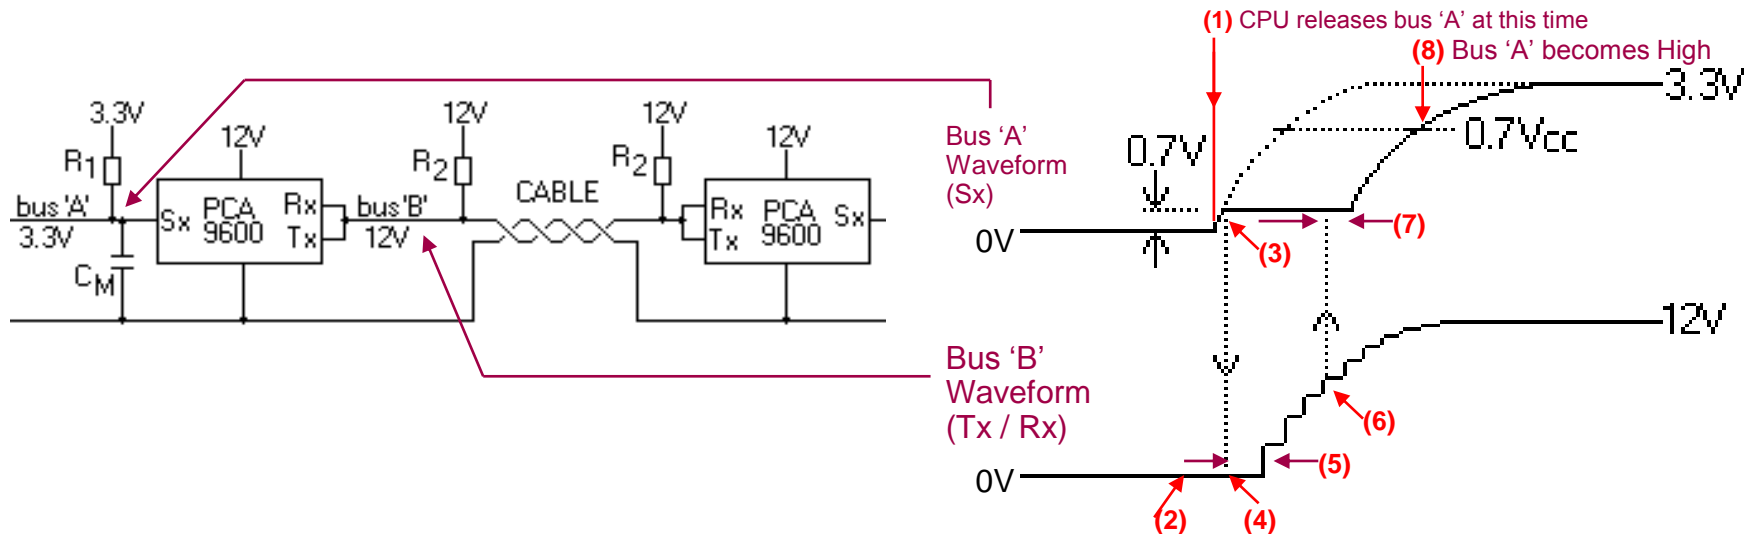 (1) CPU releases bus ‘A’ at this time
(8) Bus ‘A’ becomes High
3.3V
12V
12V
12V
12V
R1
R2
R2
CABLE
bus 'A'
3.3V
Sx
PCA
9600
Rx
Tx
bus 'B'
12V
Rx
Tx
PCA
9600
Sx
CM
Bus ‘A’
Waveform
(Sx)
0.7V
3.3V
0.7Vcc
0V
(3)
(7)
Bus ‘B’
Waveform
(Tx / Rx)
12V
(6)
(5)
0V
(2)
(4)